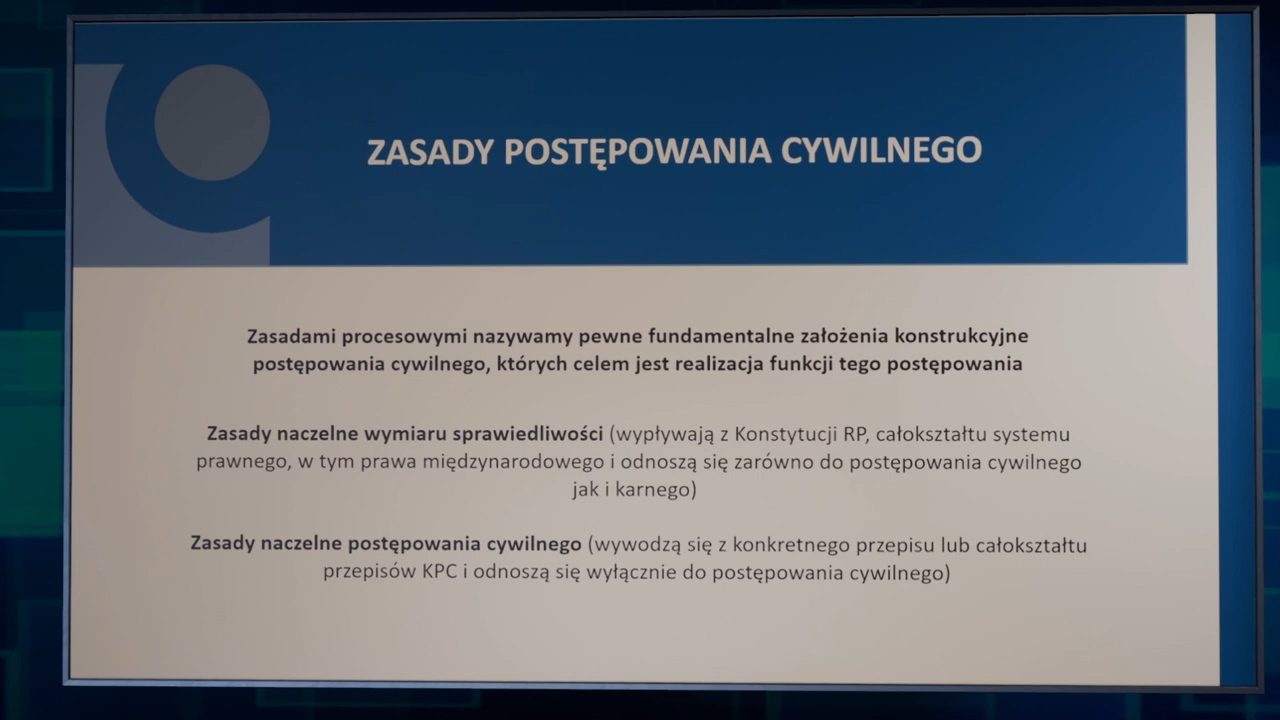 ZASADY POSTĘPOWANIA CYWILNEGO
Zasadami procesowymi nazywamy pewne fundamentalne założenia konstrukcyjne
postępowania cywilnego, których celem jest realizacja funkcji tego postępowania
Zasady naczelne wymiaru sprawiedliwości (wypływają z Konstytucji RP, całokształtu systemu
prawnego, w tym prawa międzynarodowego i odnoszą się zarówno do postępowania cywilnego
jak i karnego)
Zasady naczelne postępowania cywilnego (wywodzą się z konkretnego przepisu lub całokształtu
przepisów KPC i odnoszą się wyłącznie do postępowania cywilnego)